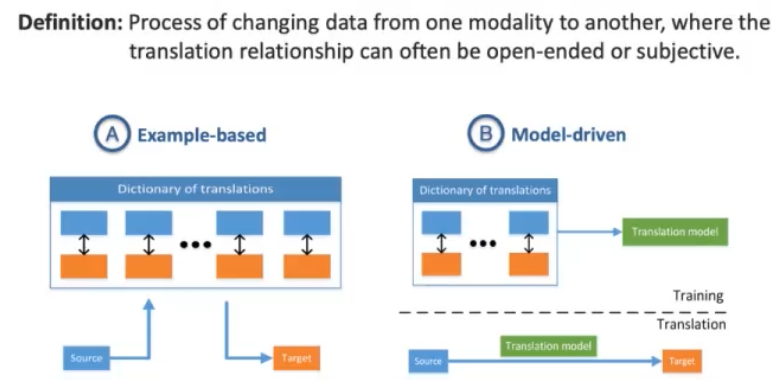 Definition: Process of changing data from one modality to another, where the
translation relationship can often be open-ended or subjective.
A Example-based
B Model-driven
Dictionary of translations
Source
Target
Dictionary of translations
Translation model
Training
Translation
Translation model
Source
Target